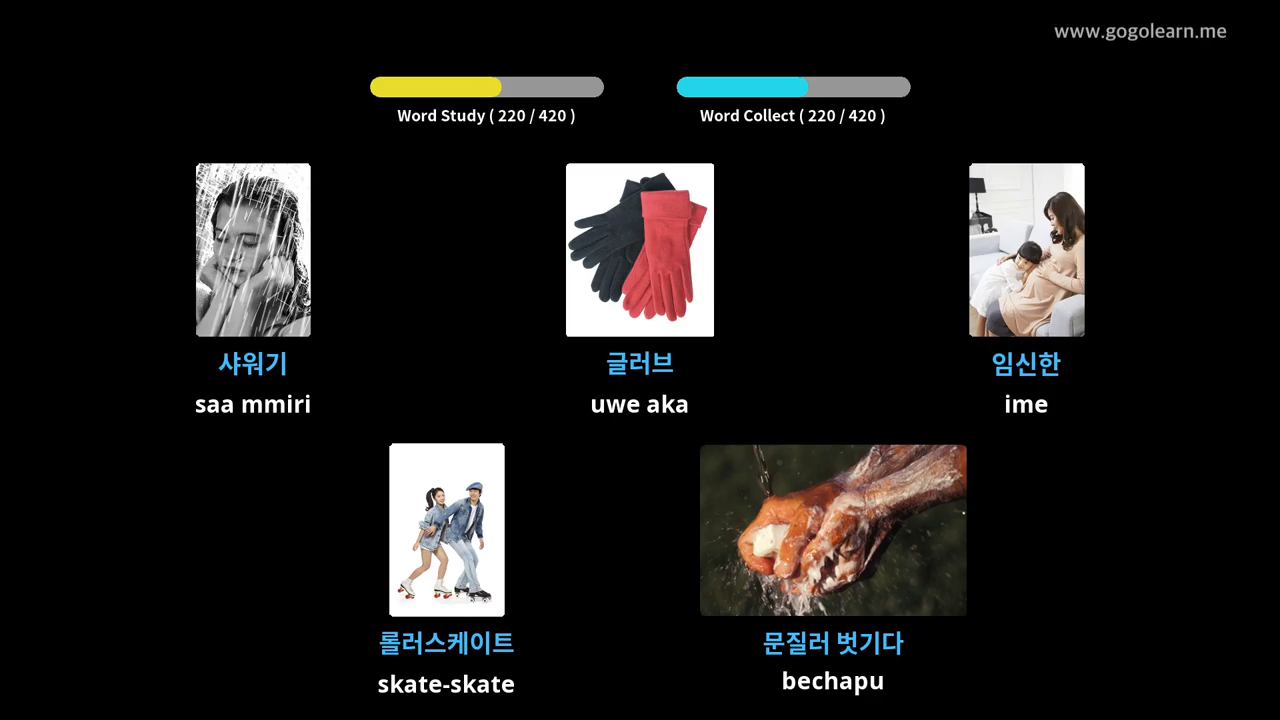 www.gogolearn.me
Word Study ( 220 / 420 )
Word Collect ( 220 / 420 )
샤워기
글러브
임신한
saa mmiri
uwe aka
ime
롤러스케이트
문질러 벗기다
skate-skate
bechapu